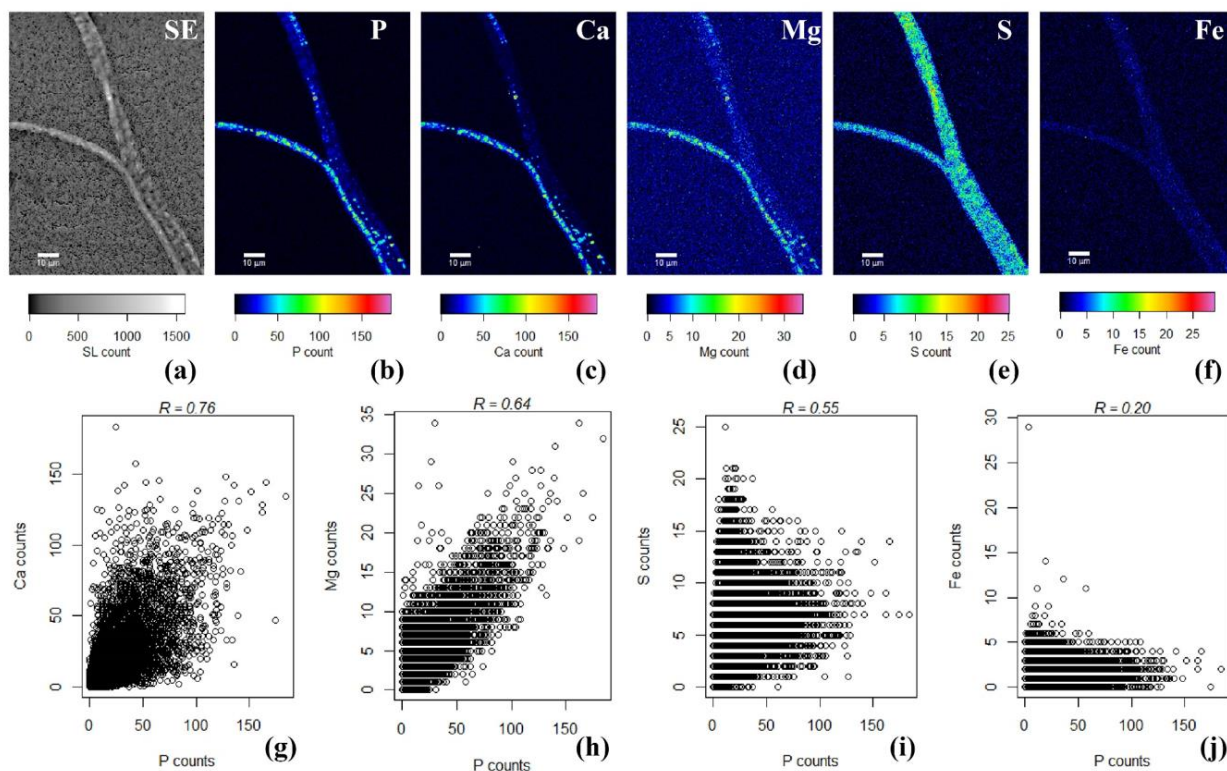 SE P Ca Mg S Fe
10 µm 10 µm 10 µm 10 µm 10 µm 10 µm
0 500 1000 1500
SL count
(a)
0 50 100 150
P count
(b)
0 50 100 150
Ca count
(c)
0 5 10 20 30
Mg count
(d)
0 5 10 15 20 25
S count
(e)
0 5 10 15 20 25
Fe count
(f)
R = 0.76
Ca counts
150
100
50
0
0 50 100 150
P counts
(g)
R = 0.64
Mg counts
35
30
25
20
15
10
5
0
0 50 100 150
P counts
(h)
R = 0.55
S counts
25
20
15
10
5
0
0 50 100 150
P counts
(i)
R = 0.20
Fe counts
30
25
20
15
10
5
0
0 50 100 150
P counts
(j)